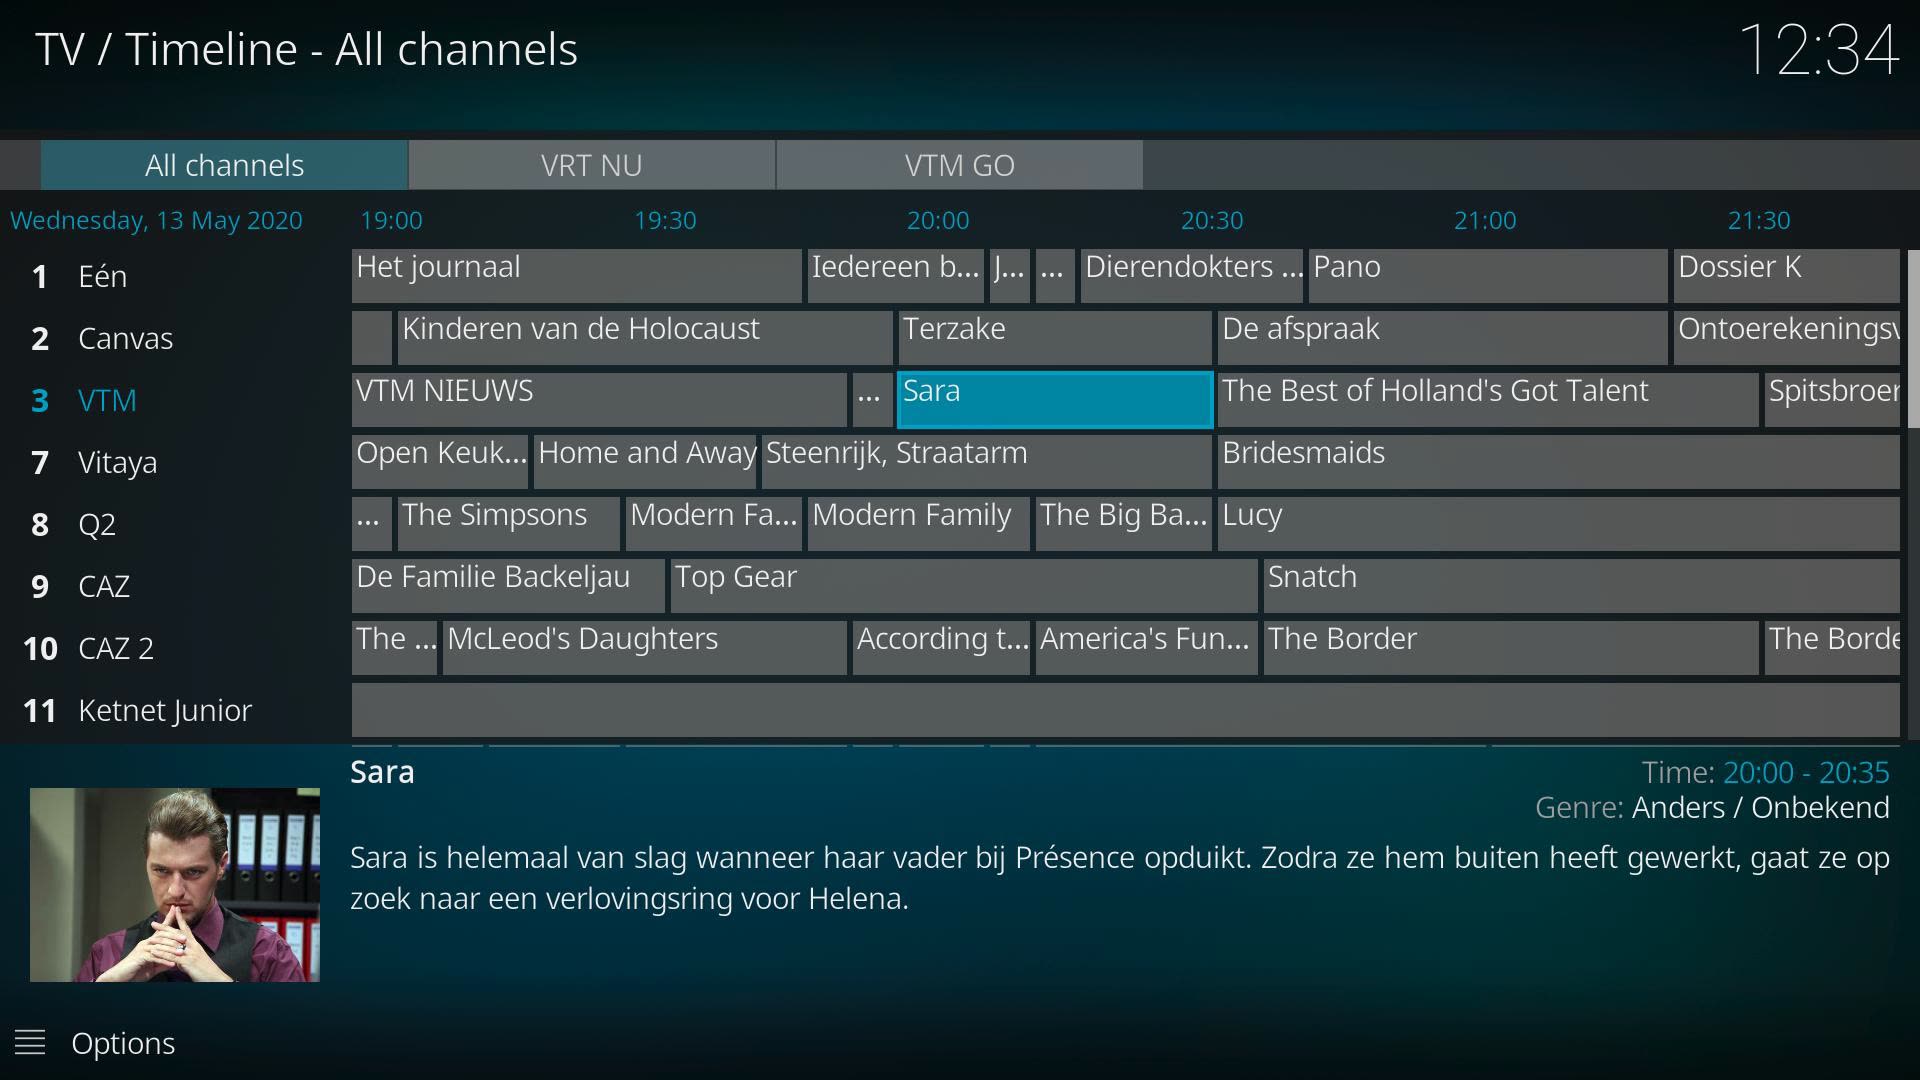 TV / Timeline - All channels
12:34
All channels VRT NU VTM GO
Wednesday, 13 May 2020 19:00 19:30 20:00 20:30 21:00 21:30
1 Eén Het journaal Iedereen b... J... ... Dierendokters ... Pano Dossier K
2 Canvas Kinderen van de Holocaust Terzake De afspraak Ontoerekeningsv
3 VTM VTM NIEUWS ... Sara The Best of Holland's Got Talent Spitsbroer
7 Vitaya Open Keuk... Home and Away Steenrijk, Straatarm Bridesmaids
8 Q2 ... The Simpsons Modern Fa... Modern Family The Big Ba... Lucy
9 CAZ De Familie Backeljau Top Gear Snatch
10 CAZ 2 The ... McLeod's Daughters According t... America's Fun... The Border The Borde
11 Ketnet Junior
Sara
Time: 20:00 - 20:35
Genre: Anders / Onbekend
Sara is helemaal van slag wanneer haar vader bij Présence opduikt. Zodra ze hem buiten heeft gewerkt, gaat ze op
zoek naar een verlovingsring voor Helena.
Options